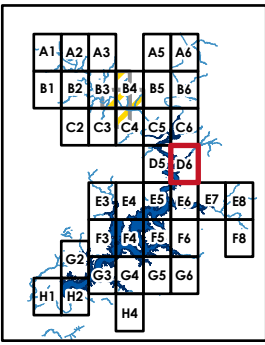 A1 A2 A3 A5 A6
B1 B2 B3 B4 B5 B6
C2 C3 C4 C5 C6
D5 D6
E3 E4 E5 E6 E7 E8
F3 F4 F5 F6 F8
G2 G3 G4 G5 G6
H1 H2 H4